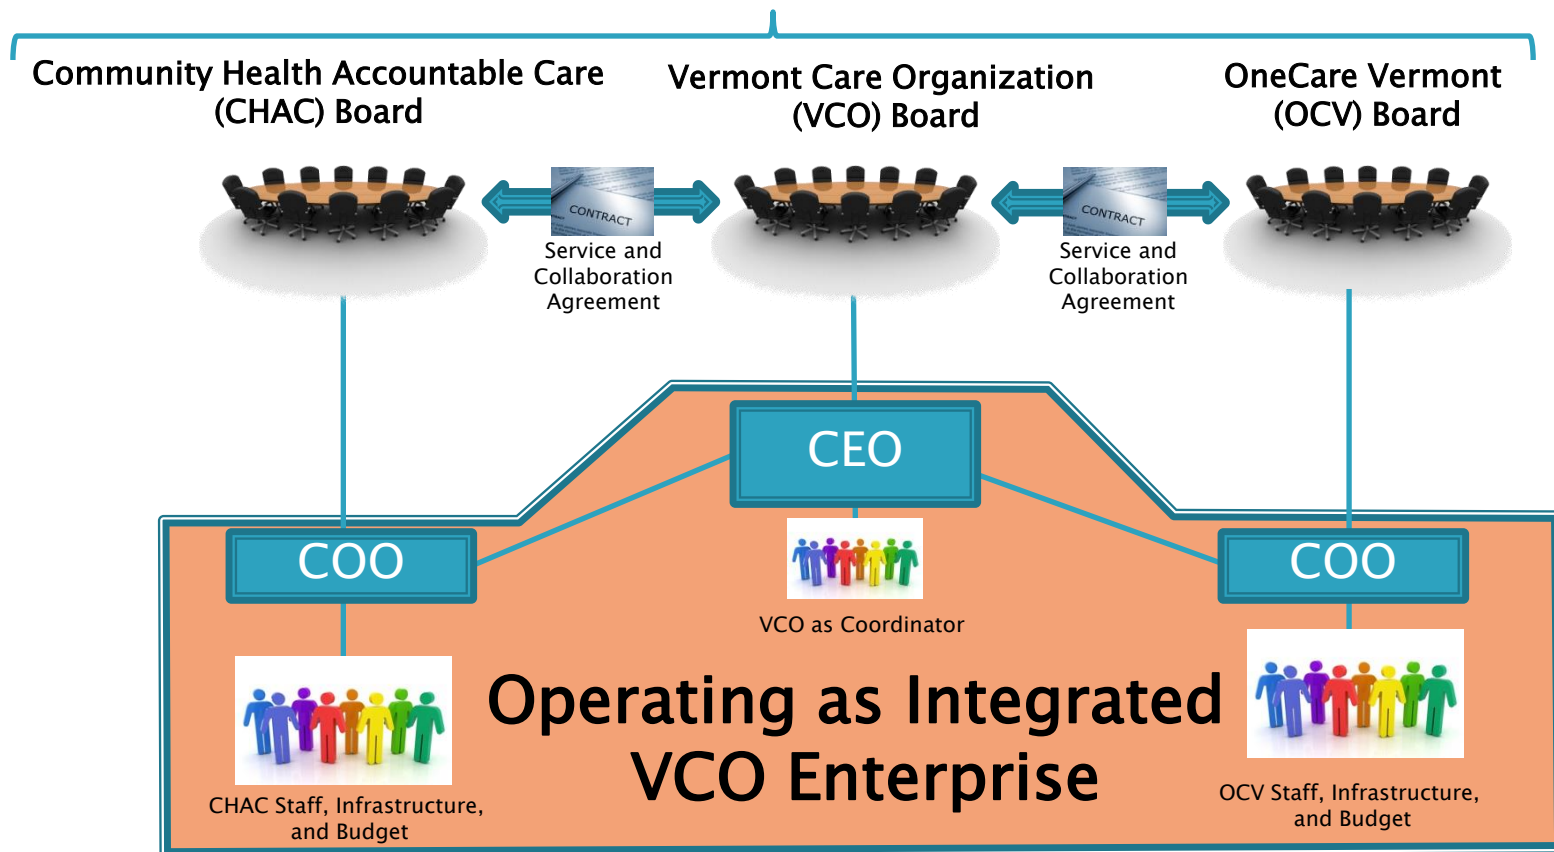 Community Health Accountable Care
(CHAC) Board
Vermont Care Organization
(VCO) Board
OneCare Vermont
(OCV) Board
CONTRACT
Service and
Collaboration
Agreement
CONTRACT
Service and
Collaboration
Agreement
CEO
COO
COO
VCO as Coordinator
Operating as Integrated
VCO Enterprise
CHAC Staff, Infrastructure,
and Budget
OCV Staff, Infrastructure,
and Budget